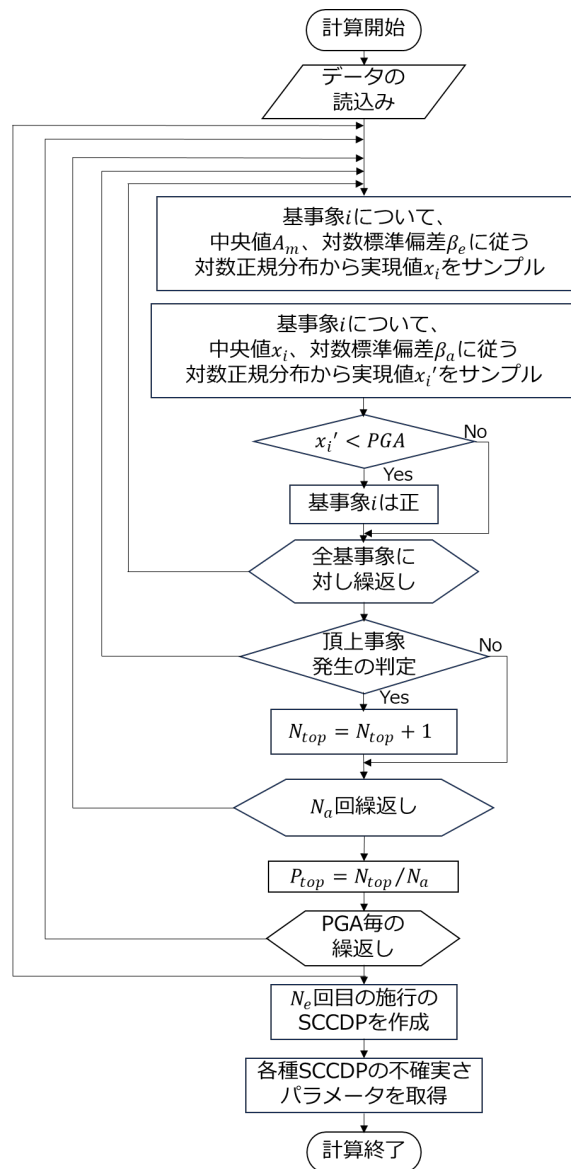 計算開始
データの
読込み
基事象iについて、
中央値A_m、対数標準偏差β_eに従う
対数正規分布から実現値x_iをサンプル
基事象iについて、
中央値x_i、対数標準偏差β_aに従う
対数正規分布から実現値x_i'をサンプル
x_i' < PGA
No
Yes
基事象iは正
全基事象に
対し繰返し
頂上事象
発生の判定
No
Yes
N_top = N_top + 1
N_a回繰返し
P_top = N_top/N_a
PGA毎の
繰返し
N_e回目の施行の
SCCDPを作成
各種SCCDPの不確実さ
パラメータを取得
計算終了